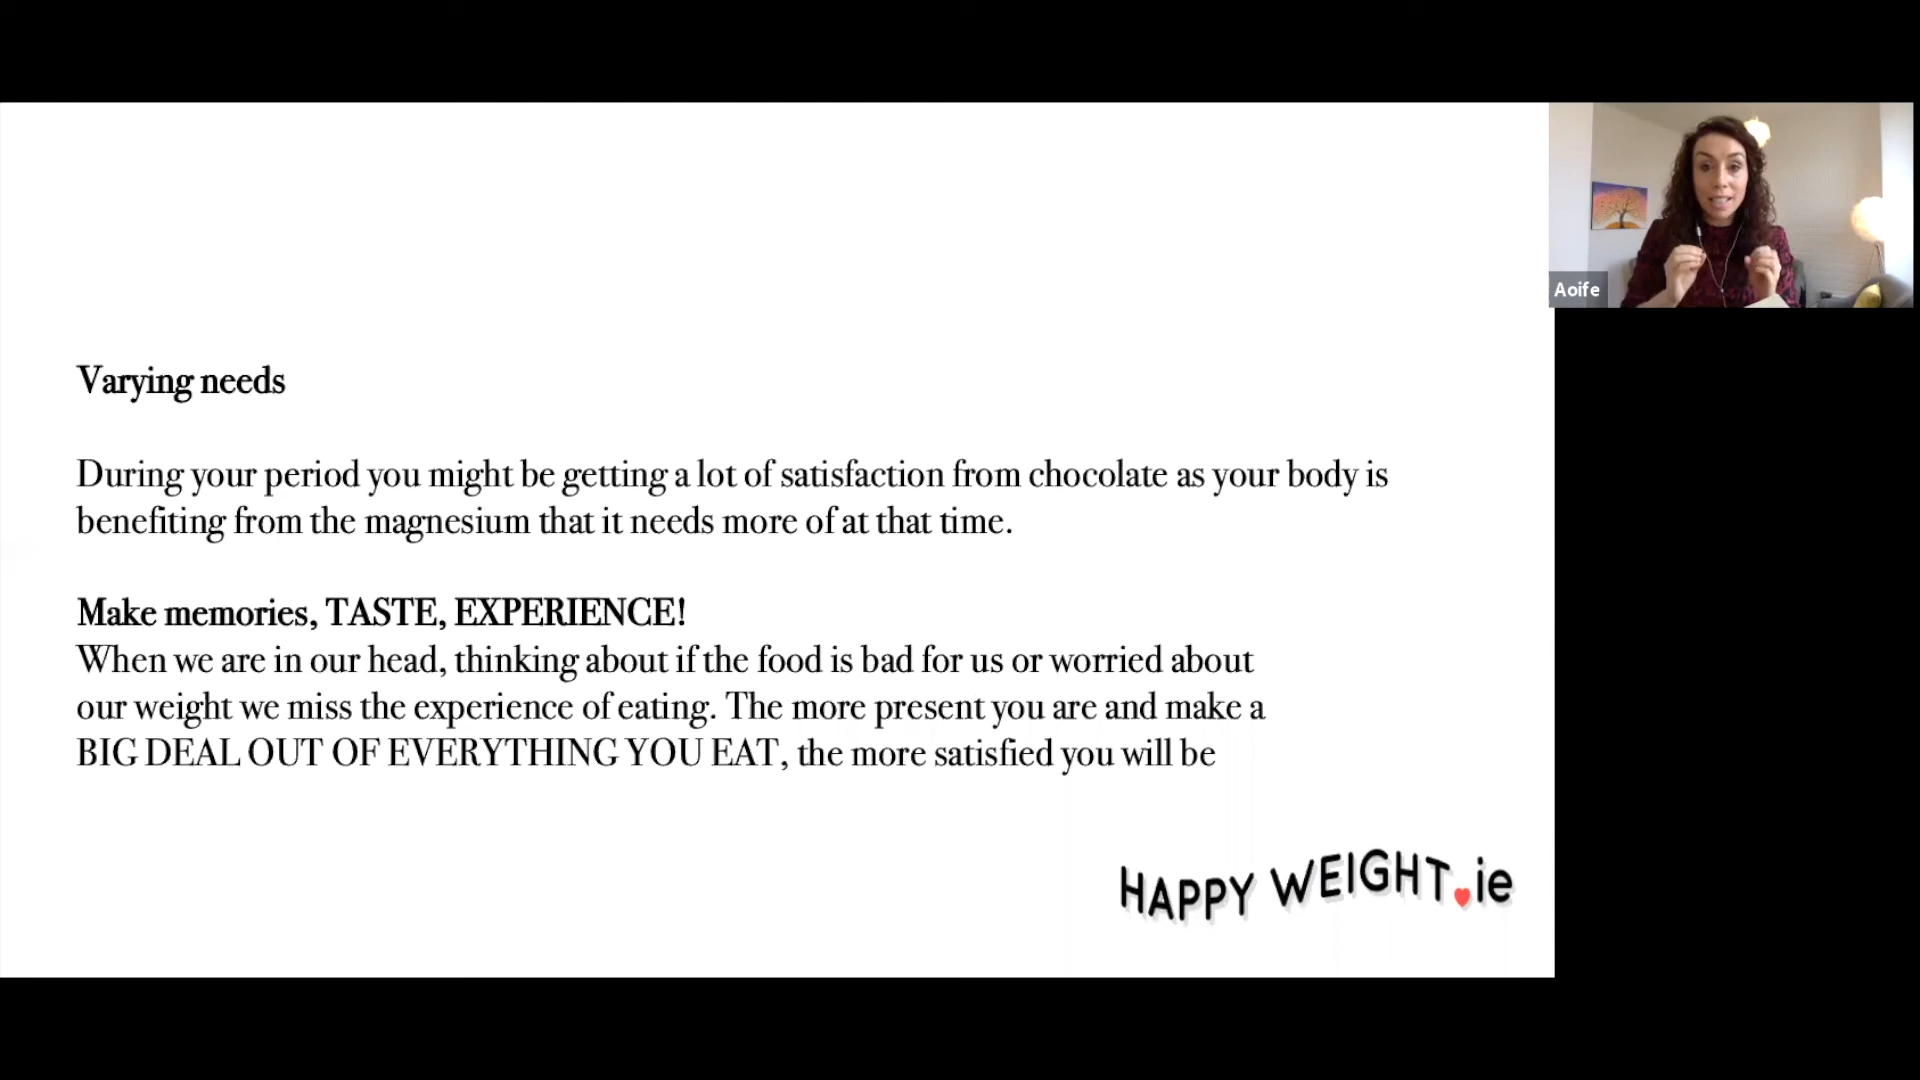 Varying needs
During your period you might be getting a lot of satisfaction from chocolate as your body is
benefiting from the magnesium that it needs more of at that time.
Make memories, TASTE, EXPERIENCE!
When we are in our head, thinking about if the food is bad for us or worried about
our weight we miss the experience of eating. The more present you are and make a
BIG DEAL OUT OF EVERYTHING YOU EAT, the more satisfied you will be
HAPPY WEIGHT.ie
Aoife